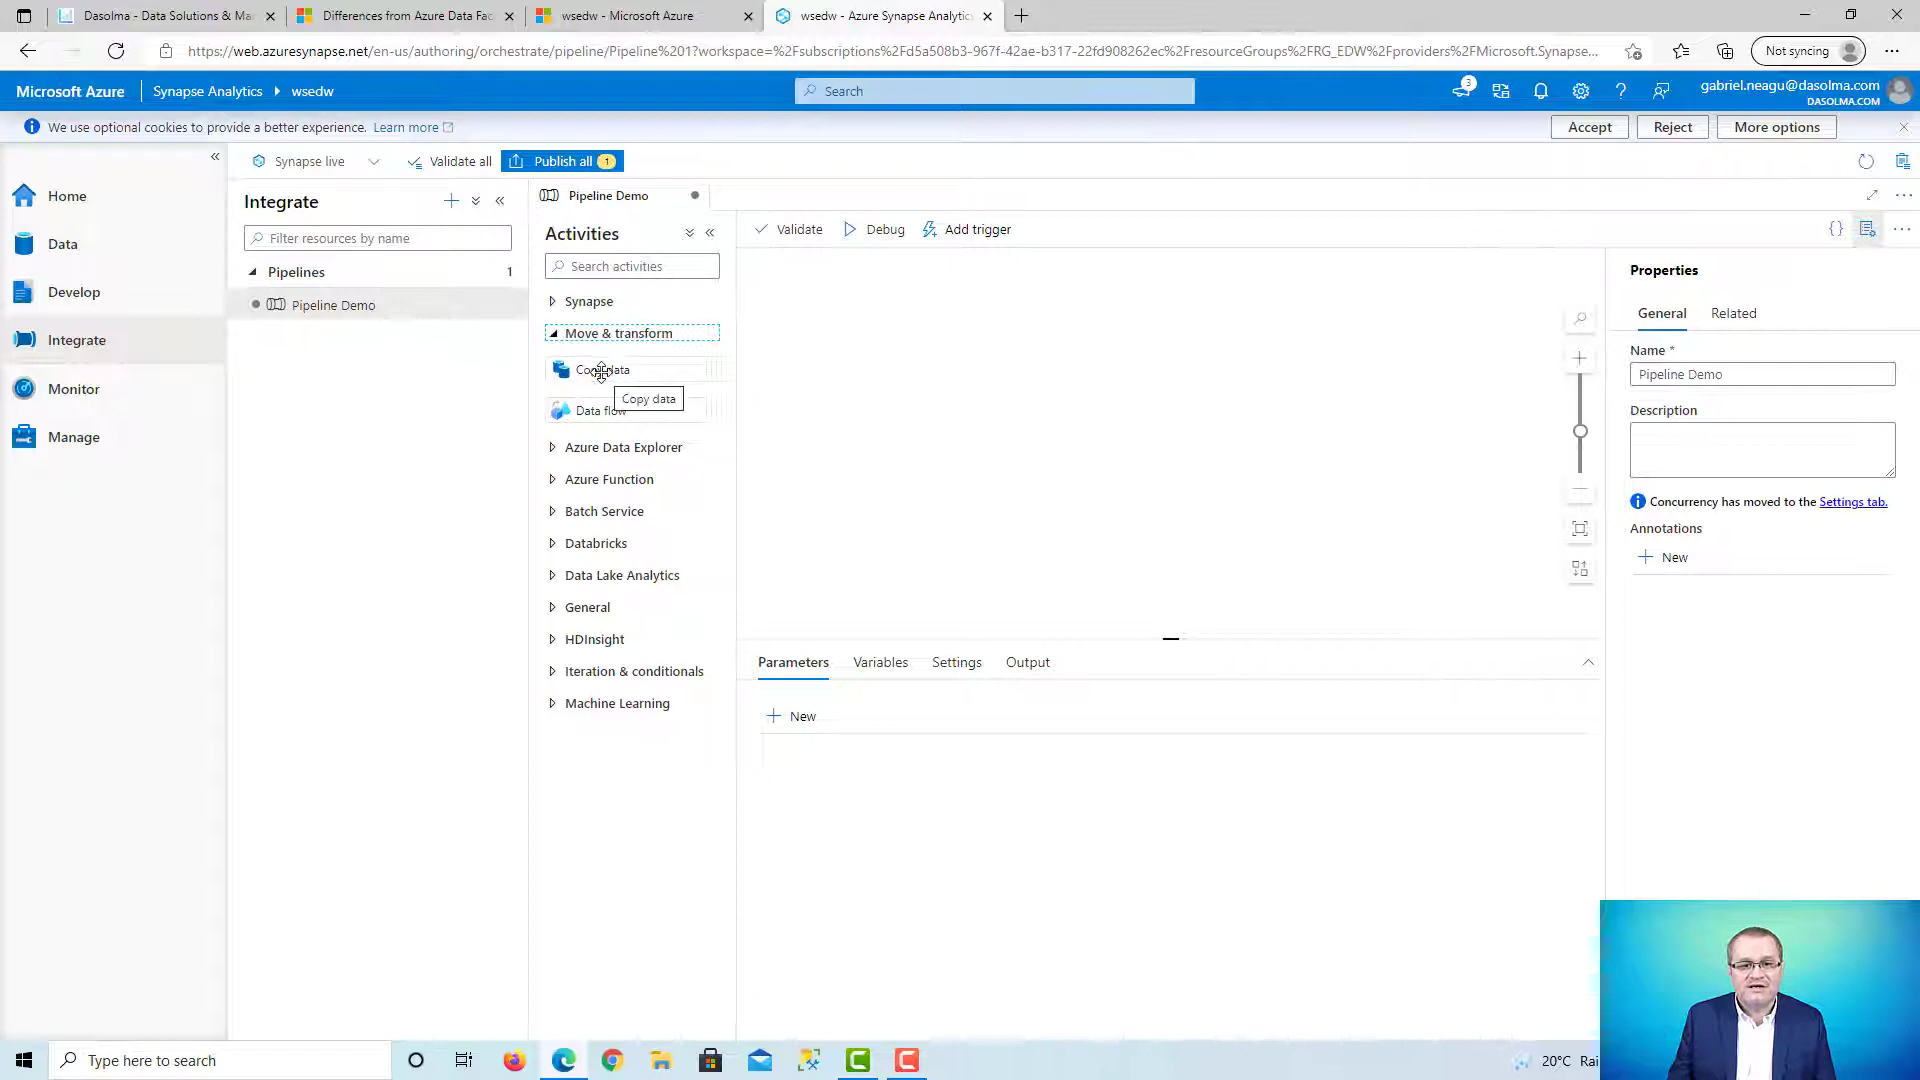 Dasolma - Data Solutions & Mar
Differences from Azure Data Fac
wsedw - Microsoft Azure
wsedw - Azure Synapse Analytics
https://web.azuresynapse.net/en-us/authoring/orchestrate/pipeline/Pipeline%201?workspace=%2Fsubscriptions%2Fd5a508b3-967f-42ae-b317-22fd908262ec%2FresourceGroups%2FRG_EDW%2Fproviders%2FMicrosoft.Synapse...
Not syncing
Microsoft Azure
Synapse Analytics
wsedw
Search
3
gabriel.neagu@dasolma.com
DASOLMA.COM
We use optional cookies to provide a better experience. Learn more
Accept
Reject
More options
Synapse live
Validate all
Publish all 1
Home
Data
Develop
Integrate
Monitor
Manage
Integrate
Filter resources by name
Pipelines 1
Pipeline Demo
Pipeline Demo
Activities
Search activities
Synapse
Move & transform
Copy data
Copy data
Data flow
Azure Data Explorer
Azure Function
Batch Service
Databricks
Data Lake Analytics
General
HDInsight
Iteration & conditionals
Machine Learning
Validate
Debug
Add trigger
{}
Parameters
Variables
Settings
Output
New
Properties
General
Related
Name *
Pipeline Demo
Description
Concurrency has moved to the Settings tab.
Annotations
New
Type here to search
20°C Rai